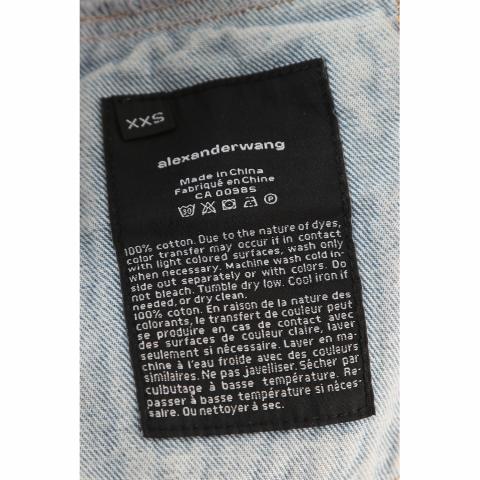 XXS
alexanderwang
Made in China
Fabriqué en Chine
CA 00985
30
P
100% cotton. Due to the nature of dyes,
color transfer may occur if in contact
with light colored surfaces, wash only
when necessary. Machine wash cold in-
side out separately or with colors. Do
not bleach. Tumble dry low. Cool iron if
needed, or dry clean.
100% coton. En raison de la nature des
colorants, le transfert de couleur peut
se produire en cas de contact avec
des surfaces de couleur claire, laver
seulement si nécessaire. Layer en ma-
chine à l'eau froide avec des couleurs
similaires. Ne pas javelliser. Sécher par
culbutage à basse température. Re-
passer à basse température si néces-
saire. Ou nettoyer à sec.